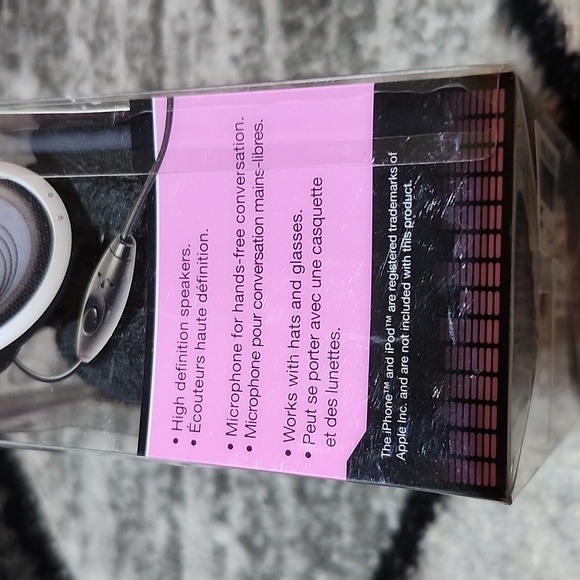 • High definition speakers.
• Écouteurs haute définition.
• Microphone for hands-free conversation.
• Microphone pour conversation mains-libres.
• Works with hats and glasses.
• Peut se porter avec une casquette
et des lunettes.
The iPhone™ and iPod™ are registered trademarks of
Apple Inc. and are not included with this product.